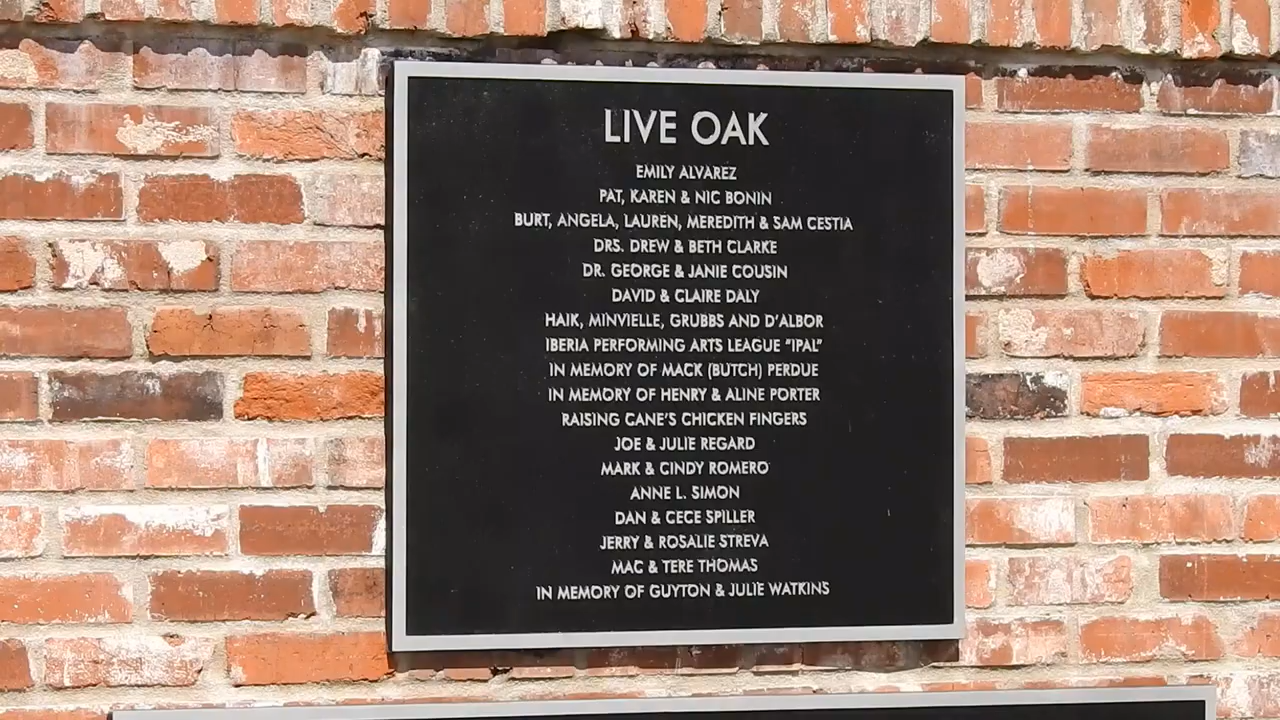 LIVE OAK
EMILY ALVAREZ
PAT, KAREN & NIC BONIN
BURT, ANGELA, LAUREN, MEREDITH & SAM CESTIA
DRS. DREW & BETH CLARKE
DR. GEORGE & JANIE COUSIN
DAVID & CLAIRE DALY
HAIK, MINVIELLE, GRUBBS AND D'ALBOR
IBERIA PERFORMING ARTS LEAGUE "IPAL"
IN MEMORY OF MACK (BUTCH) PERDUE
IN MEMORY OF HENRY & ALINE PORTER
RAISING CANE'S CHICKEN FINGERS
JOE & JULIE REGARD
MARK & CINDY ROMERO
ANNE L. SIMON
DAN & CECE SPILLER
JERRY & ROSALIE STREVA
MAC & TERE THOMAS
IN MEMORY OF GUYTON & JULIE WATKINS